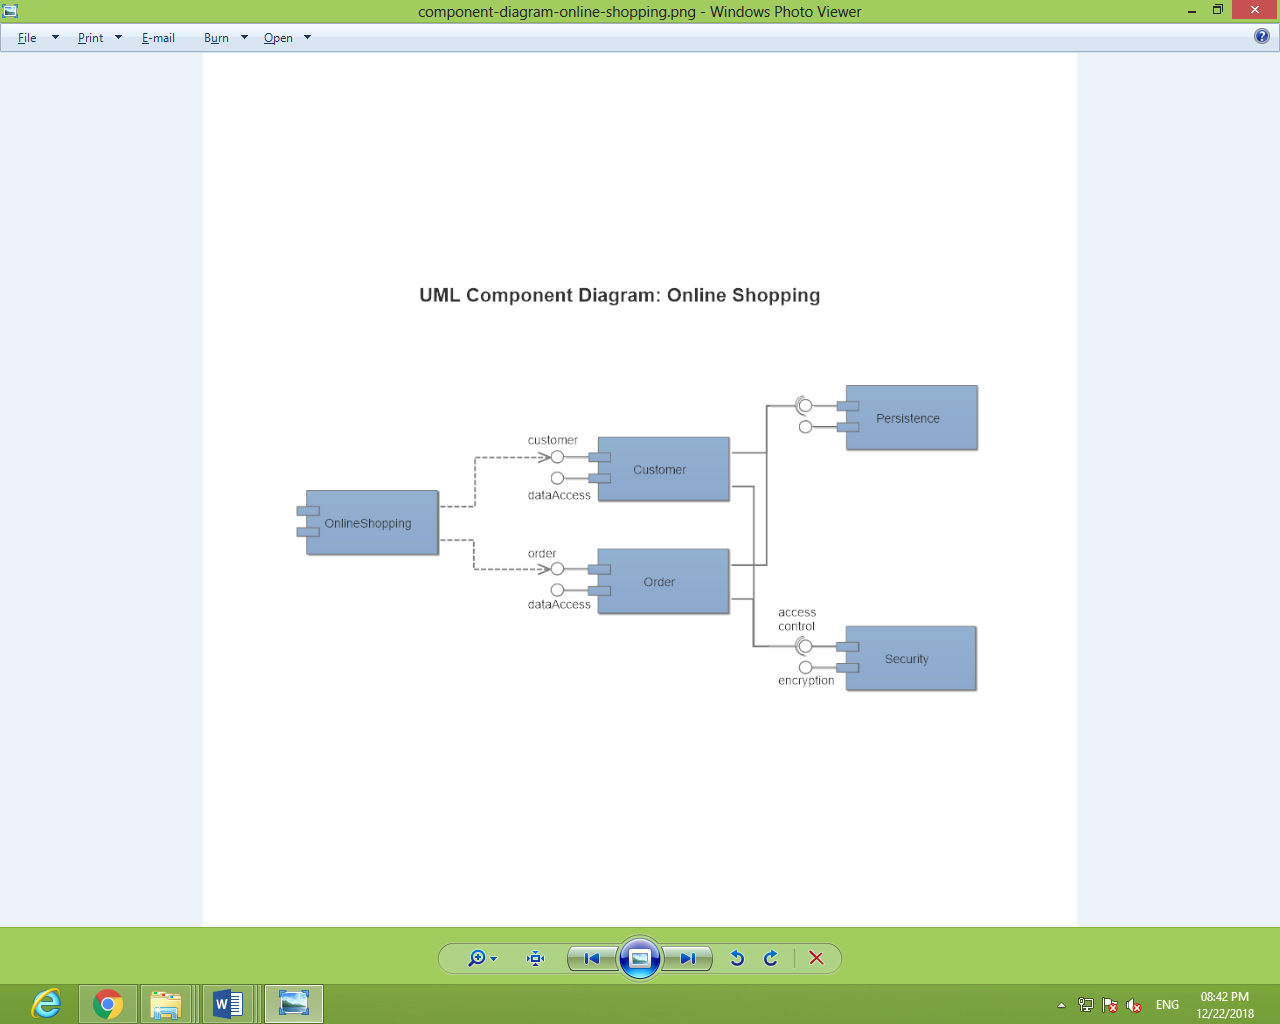 component-diagram-online-shopping.png - Windows Photo Viewer
File Print E-mail Burn Open
UML Component Diagram: Online Shopping
Persistence
customer
Customer
dataAccess
OnlineShopping
order
Order
dataAccess
access
control
Security
encryption
ENG
08:42 PM
12/22/2018